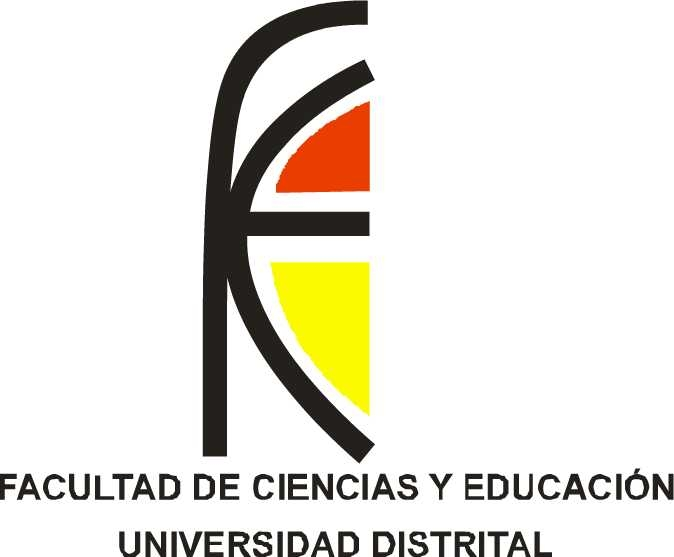 FACULTAD DE CIENCIAS Y EDUCACIÓN
UNIVERSIDAD DISTRITAL